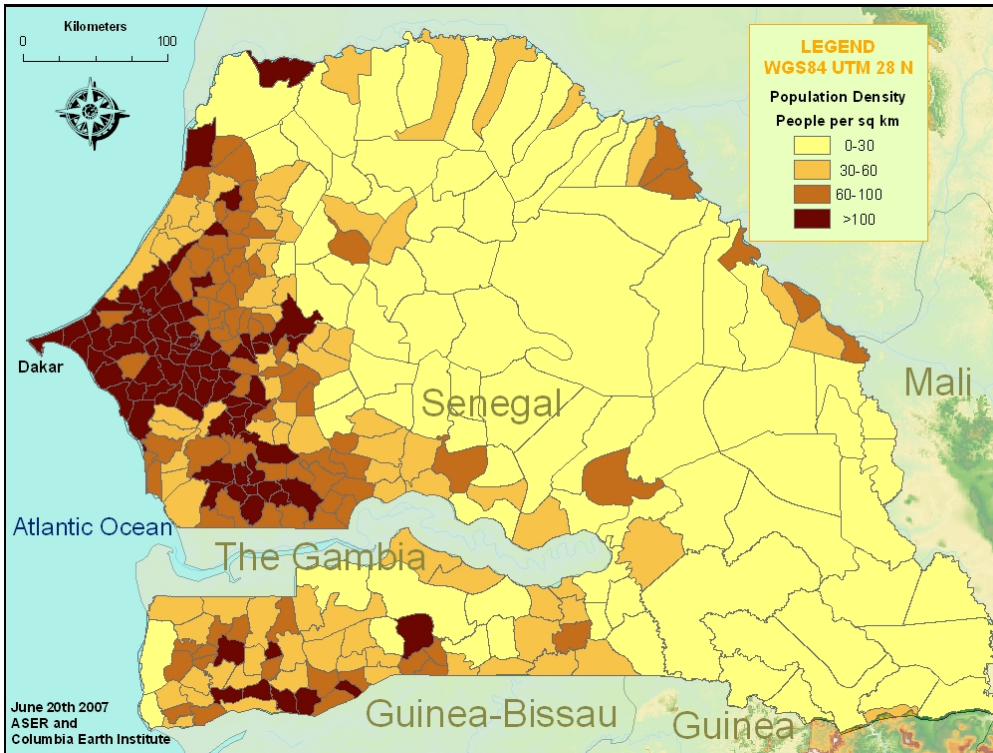 Kilometers
0 100
LEGEND
WGS84 UTM 28 N
Population Density
People per sq km
0-30
30-60
60-100
>100
Dakar
Senegal
Mali
Atlantic Ocean
The Gambia
June 20th 2007
ASER and
Columbia Earth Institute
Guinea-Bissau
Guinea